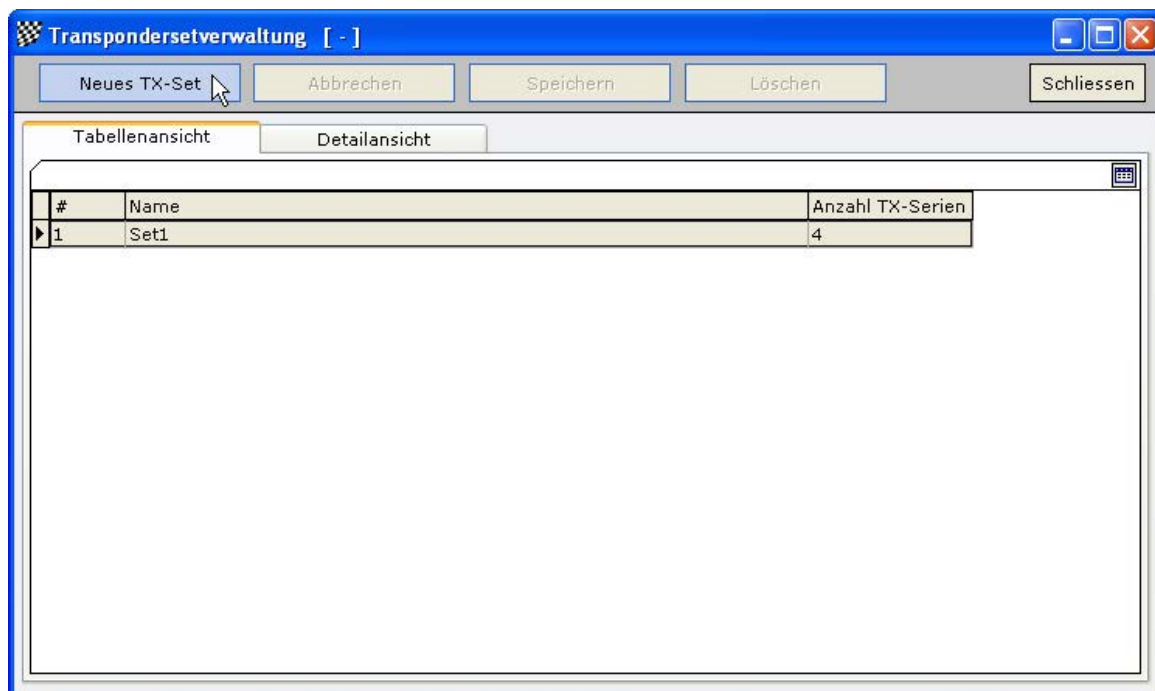 Transpondersetverwaltung [ - ]
Neues TX-Set Abbrechen Speichern Löschen Schliessen
Tabellenansicht Detailansicht
# Name Anzahl TX-Serien
1 Set1 4